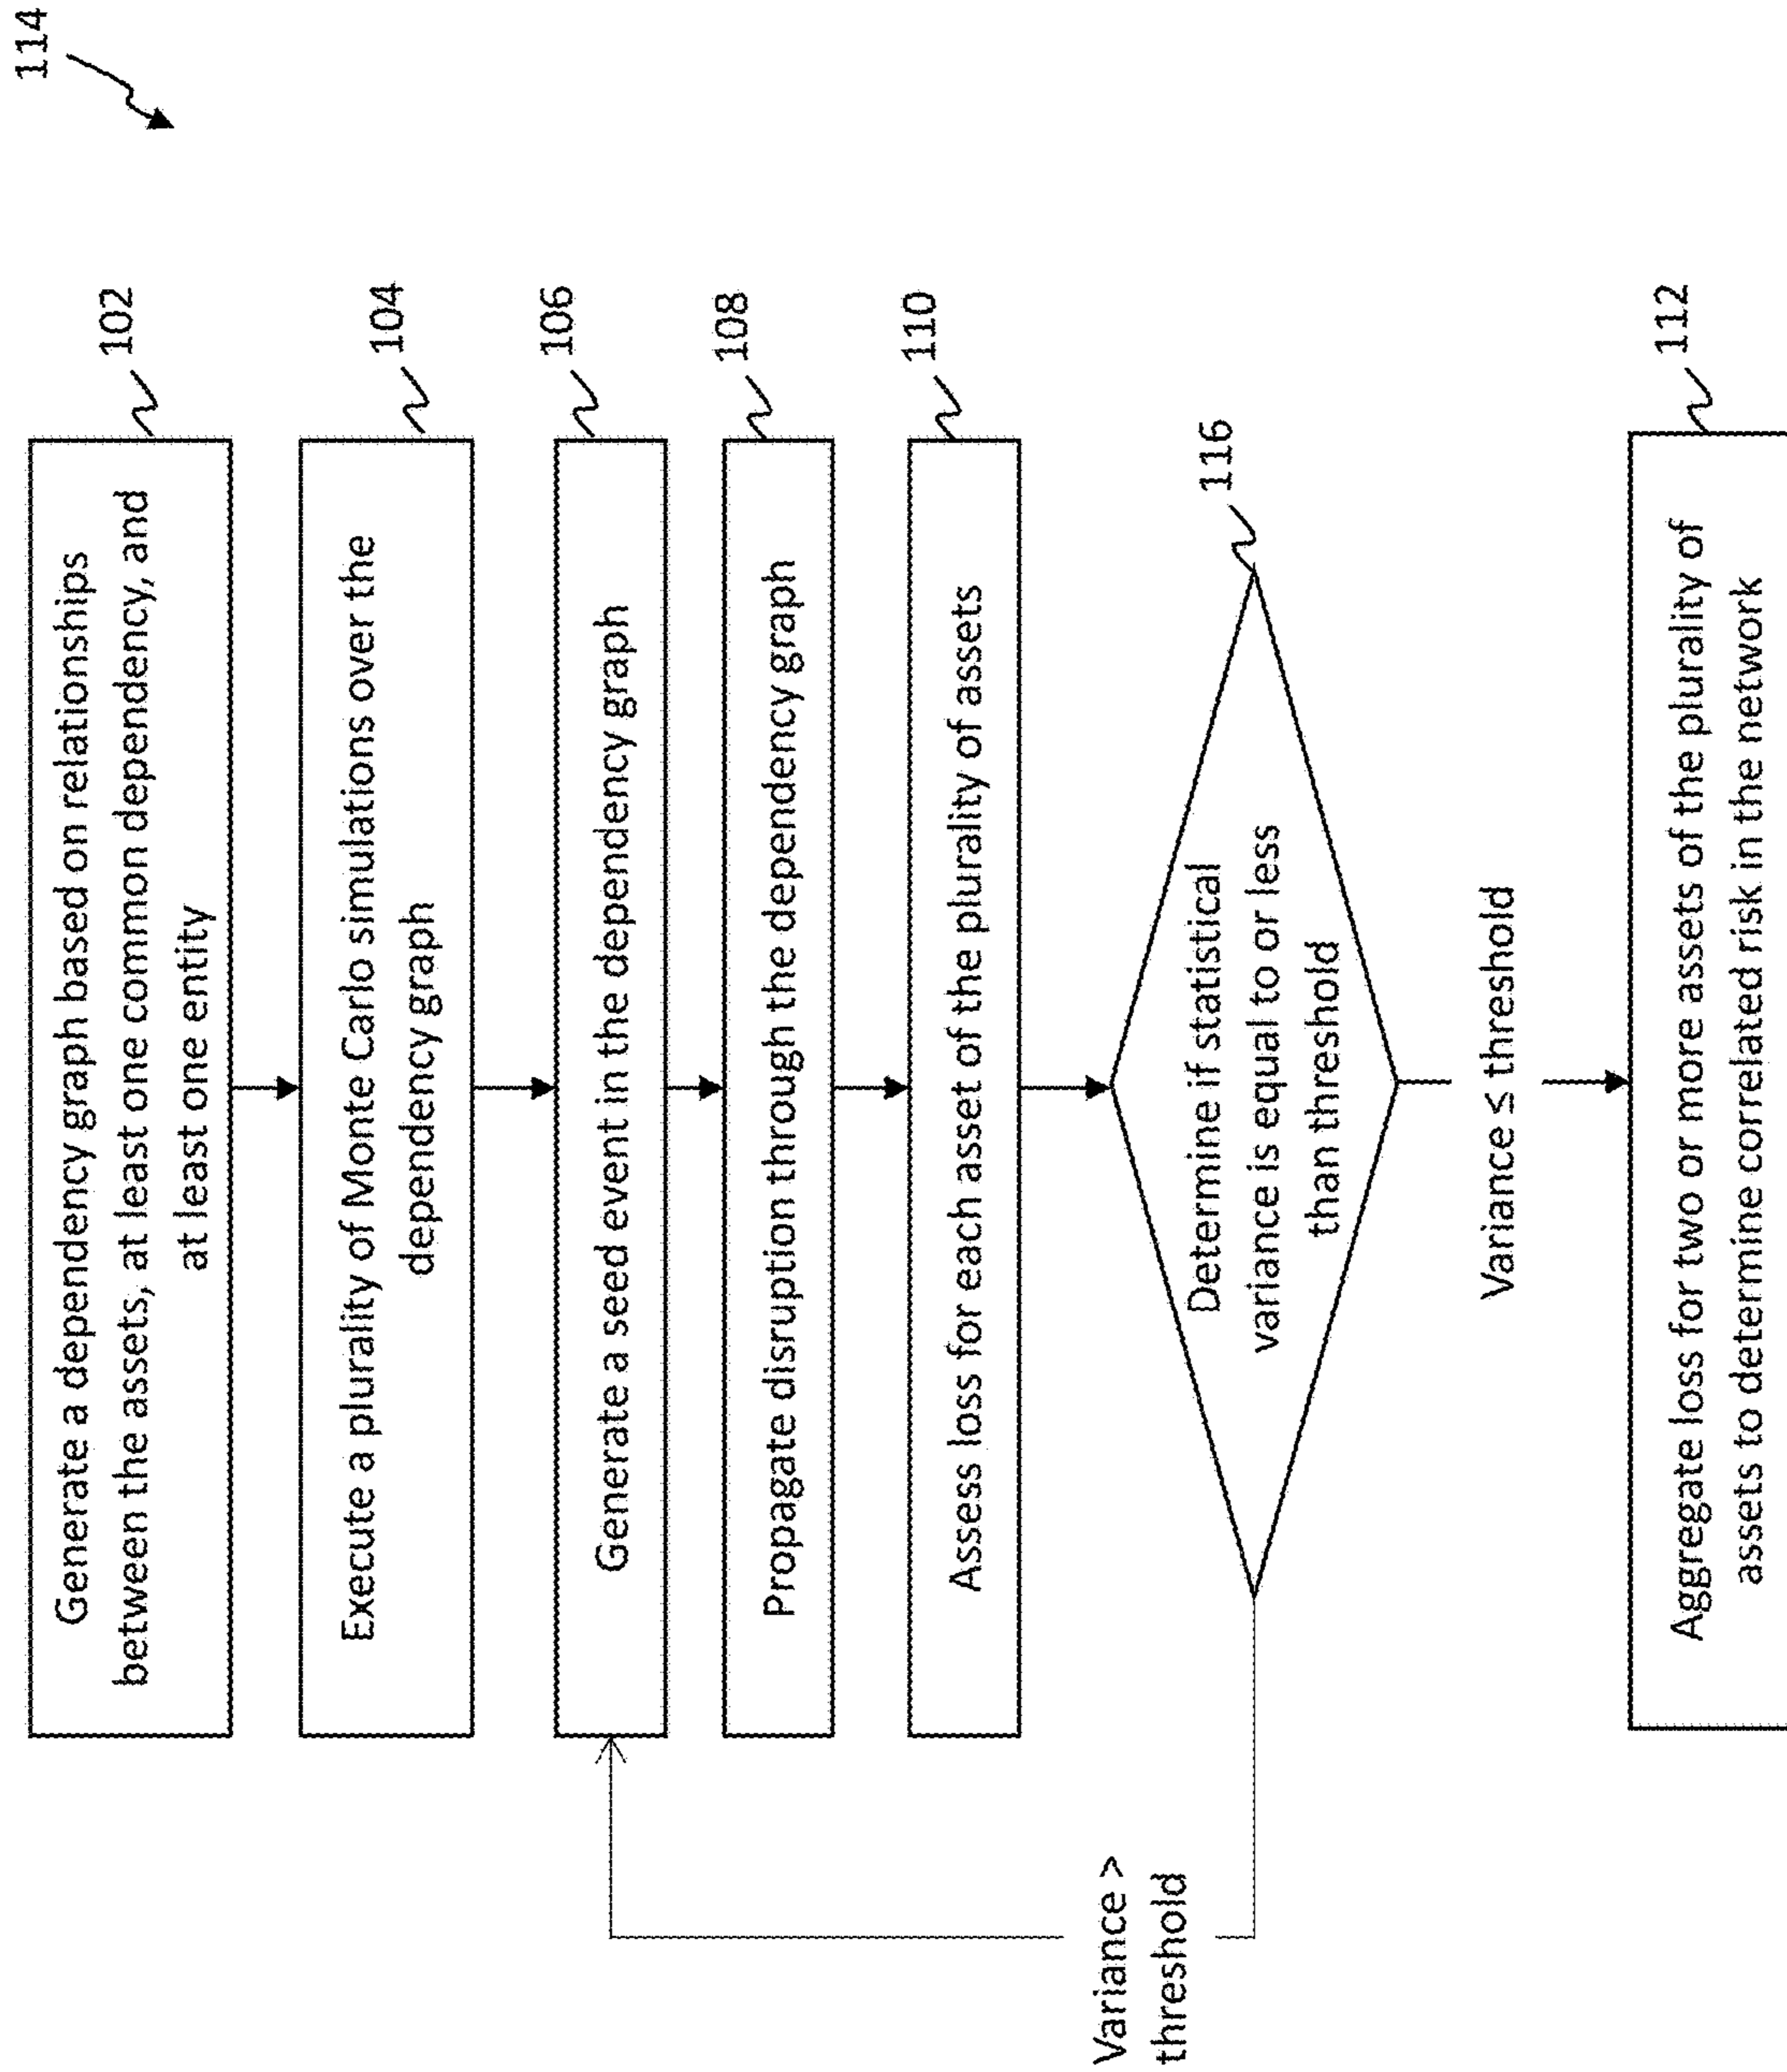 114
Generate a dependency graph based on relationships
between the assets, at least one common dependency, and
at least one entity
102
Execute a plurality of Monte Carlo simulations over the
dependency graph
104
Generate a seed event in the dependency graph
106
Propagate disruption through the dependency graph
108
Assess loss for each asset of the plurality of assets
110
Determine if statistical
variance is equal to or less
than threshold
116
Variance >
threshold
Variance ≤ threshold
Aggregate loss for two or more assets of the plurality of
assets to determine correlated risk in the network
112